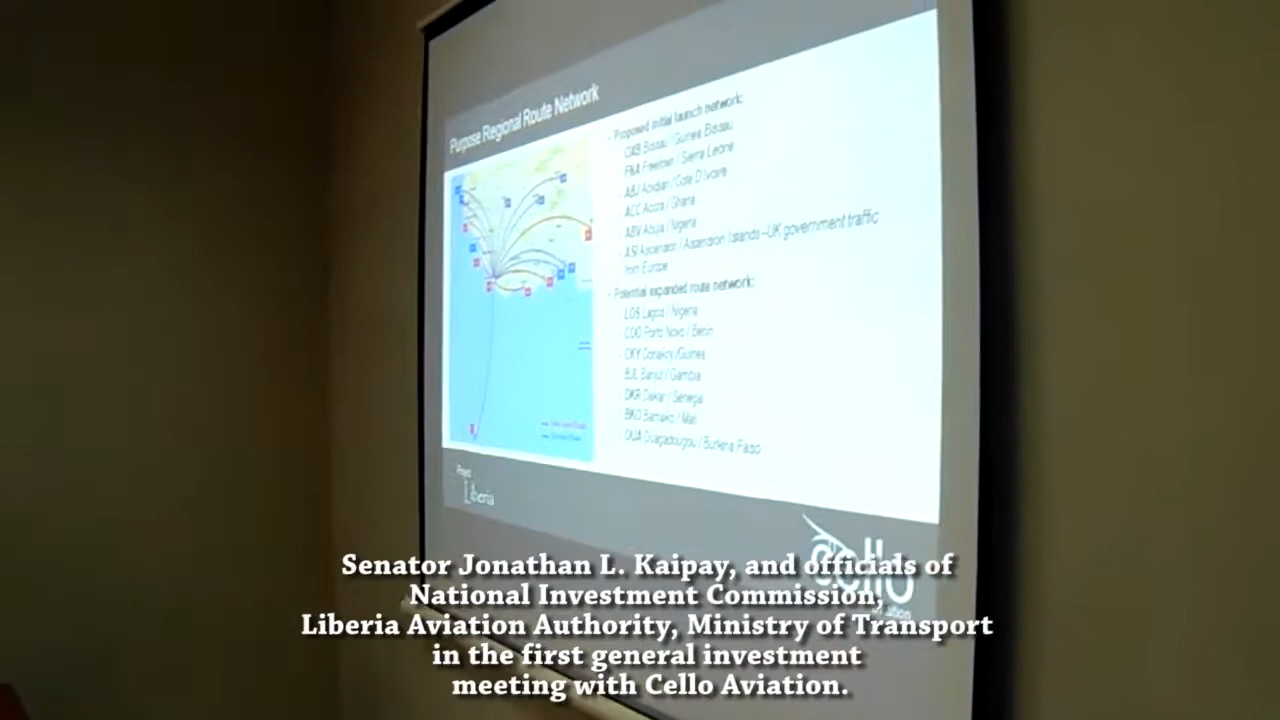 Purpose Regional Route Network
Proposed initial launch network:
OXB Bissau / Guinea Bissau
FNA Freetown / Sierra Leone
ABJ Abidjan / Cote D'Ivoire
ACC Accra / Ghana
ABV Abuja / Nigeria
ASI Ascension / Ascension Islands – UK government traffic
from Europe
Potential expanded route network:
LOS Lagos / Nigeria
COO Porto Novo / Benin
CKY Conakry /Guinea
BJL Banjul / Gambia
DKR Dakar / Senegal
BKO Bamako / Mali
OUA Ouagadougou / Burkina Faso
Project
Liberia
cello
Senator Jonathan L. Kaipay, and officials of
National Investment Commission,
Liberia Aviation Authority, Ministry of Transport
in the first general investment
meeting with Cello Aviation.